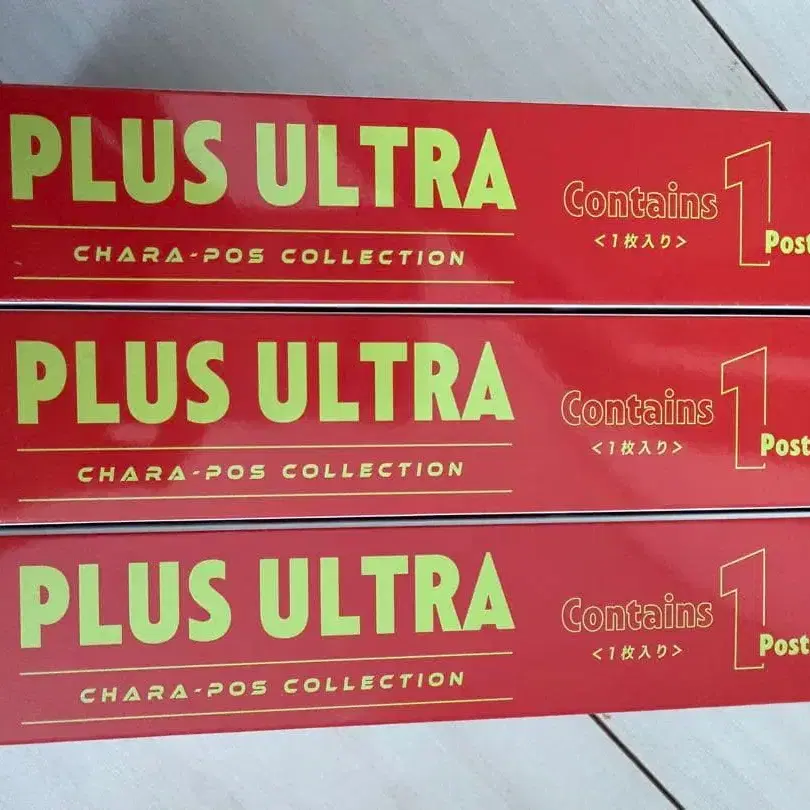 PLUS ULTRA
CHARA-POS COLLECTION
Contains
<1枚入り>
1
Post
PLUS ULTRA
CHARA-POS COLLECTION
Contains
<1枚入り>
1
Post
PLUS ULTRA
CHARA-POS COLLECTION
Contains
<1枚入り>
1
Post